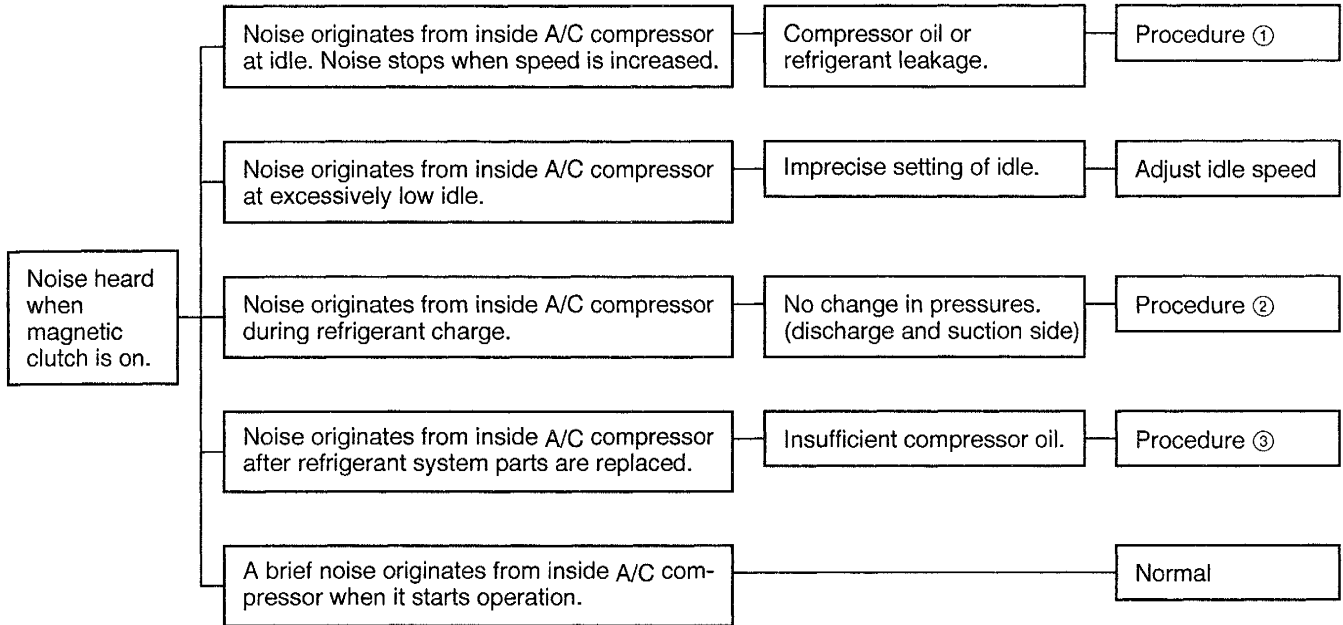 Noise originates from inside A/C compressor
at idle. Noise stops when speed is increased.
Compressor oil or
refrigerant leakage.
Procedure ①
Noise originates from inside A/C compressor
at excessively low idle.
Imprecise setting of idle.
Adjust idle speed
Noise heard
when
magnetic
clutch is on.
Noise originates from inside A/C compressor
during refrigerant charge.
No change in pressures.
(discharge and suction side)
Procedure ②
Noise originates from inside A/C compressor
after refrigerant system parts are replaced.
Insufficient compressor oil.
Procedure ③
A brief noise originates from inside A/C com-
pressor when it starts operation.
Normal